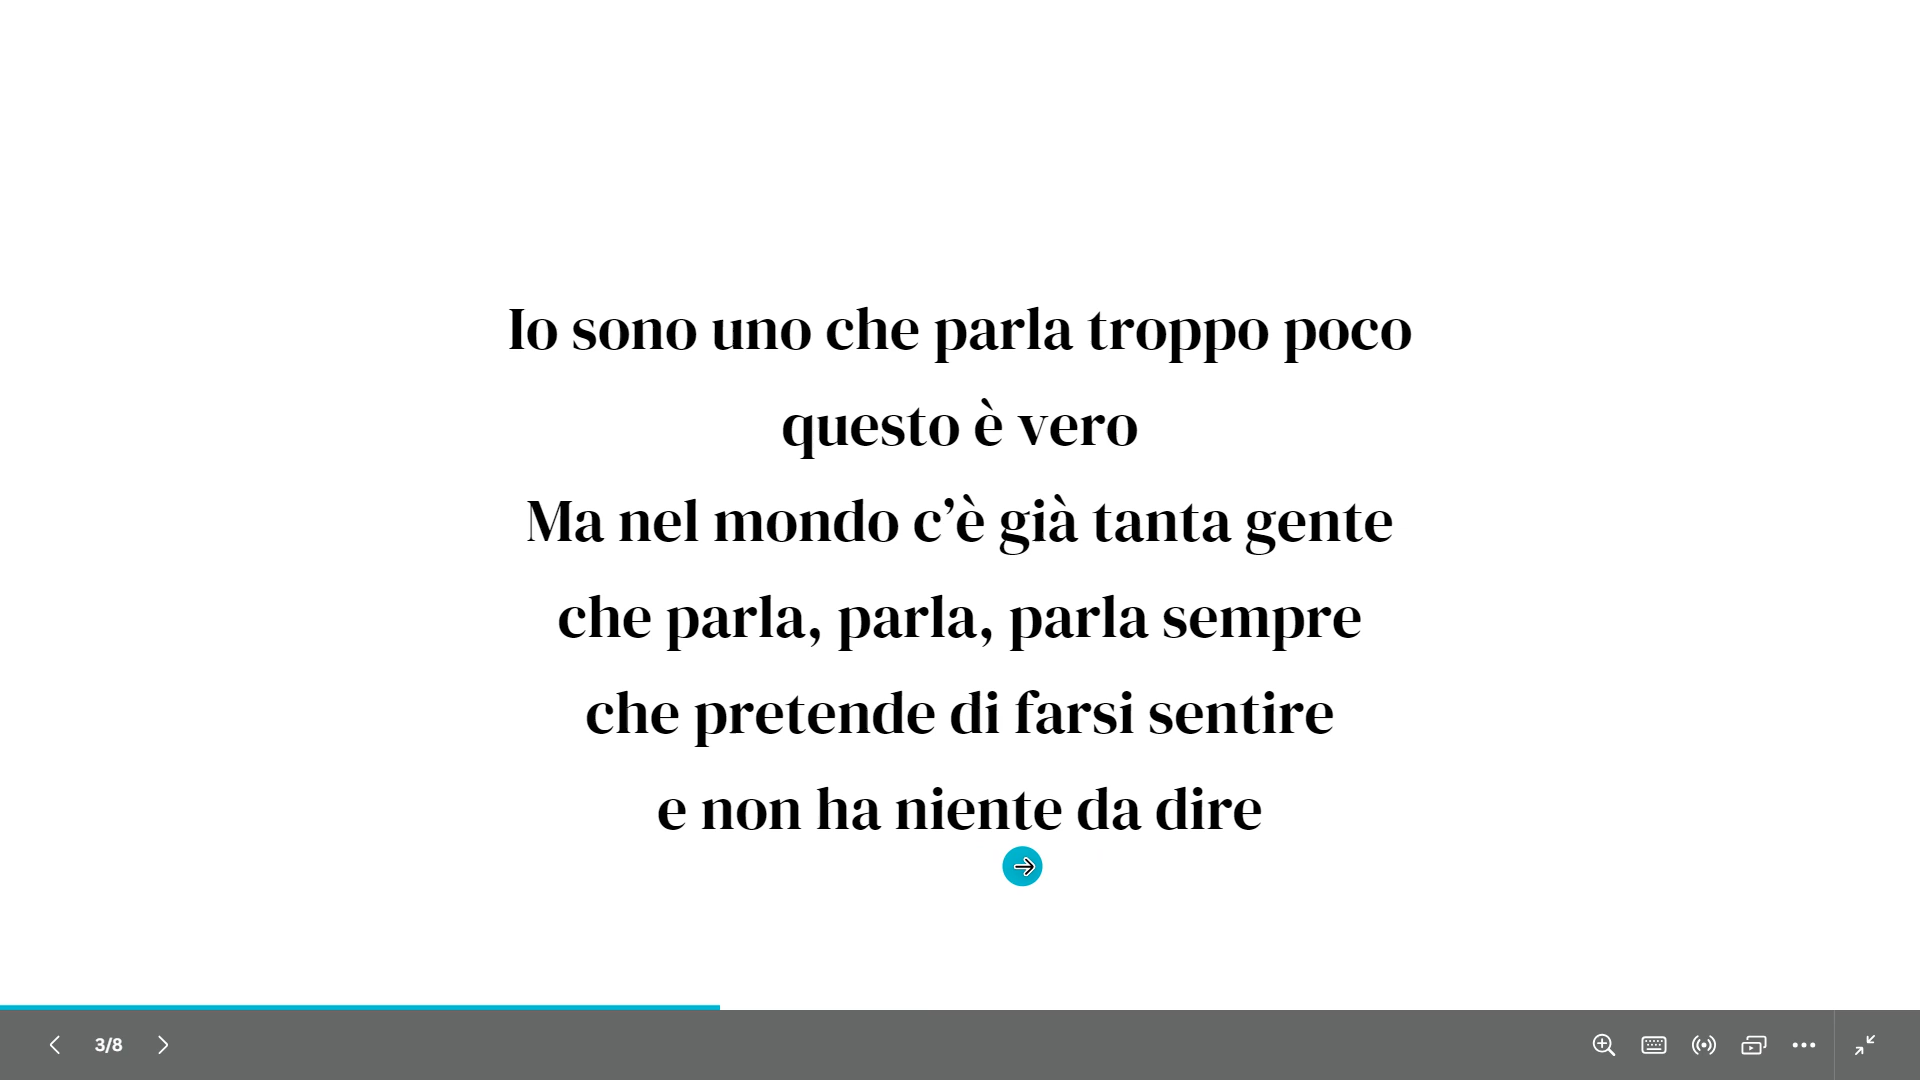 Io sono uno che parla troppo poco
questo è vero
Ma nel mondo c’è già tanta gente
che parla, parla, parla sempre
che pretende di farsi sentire
e non ha niente da dire
3/8